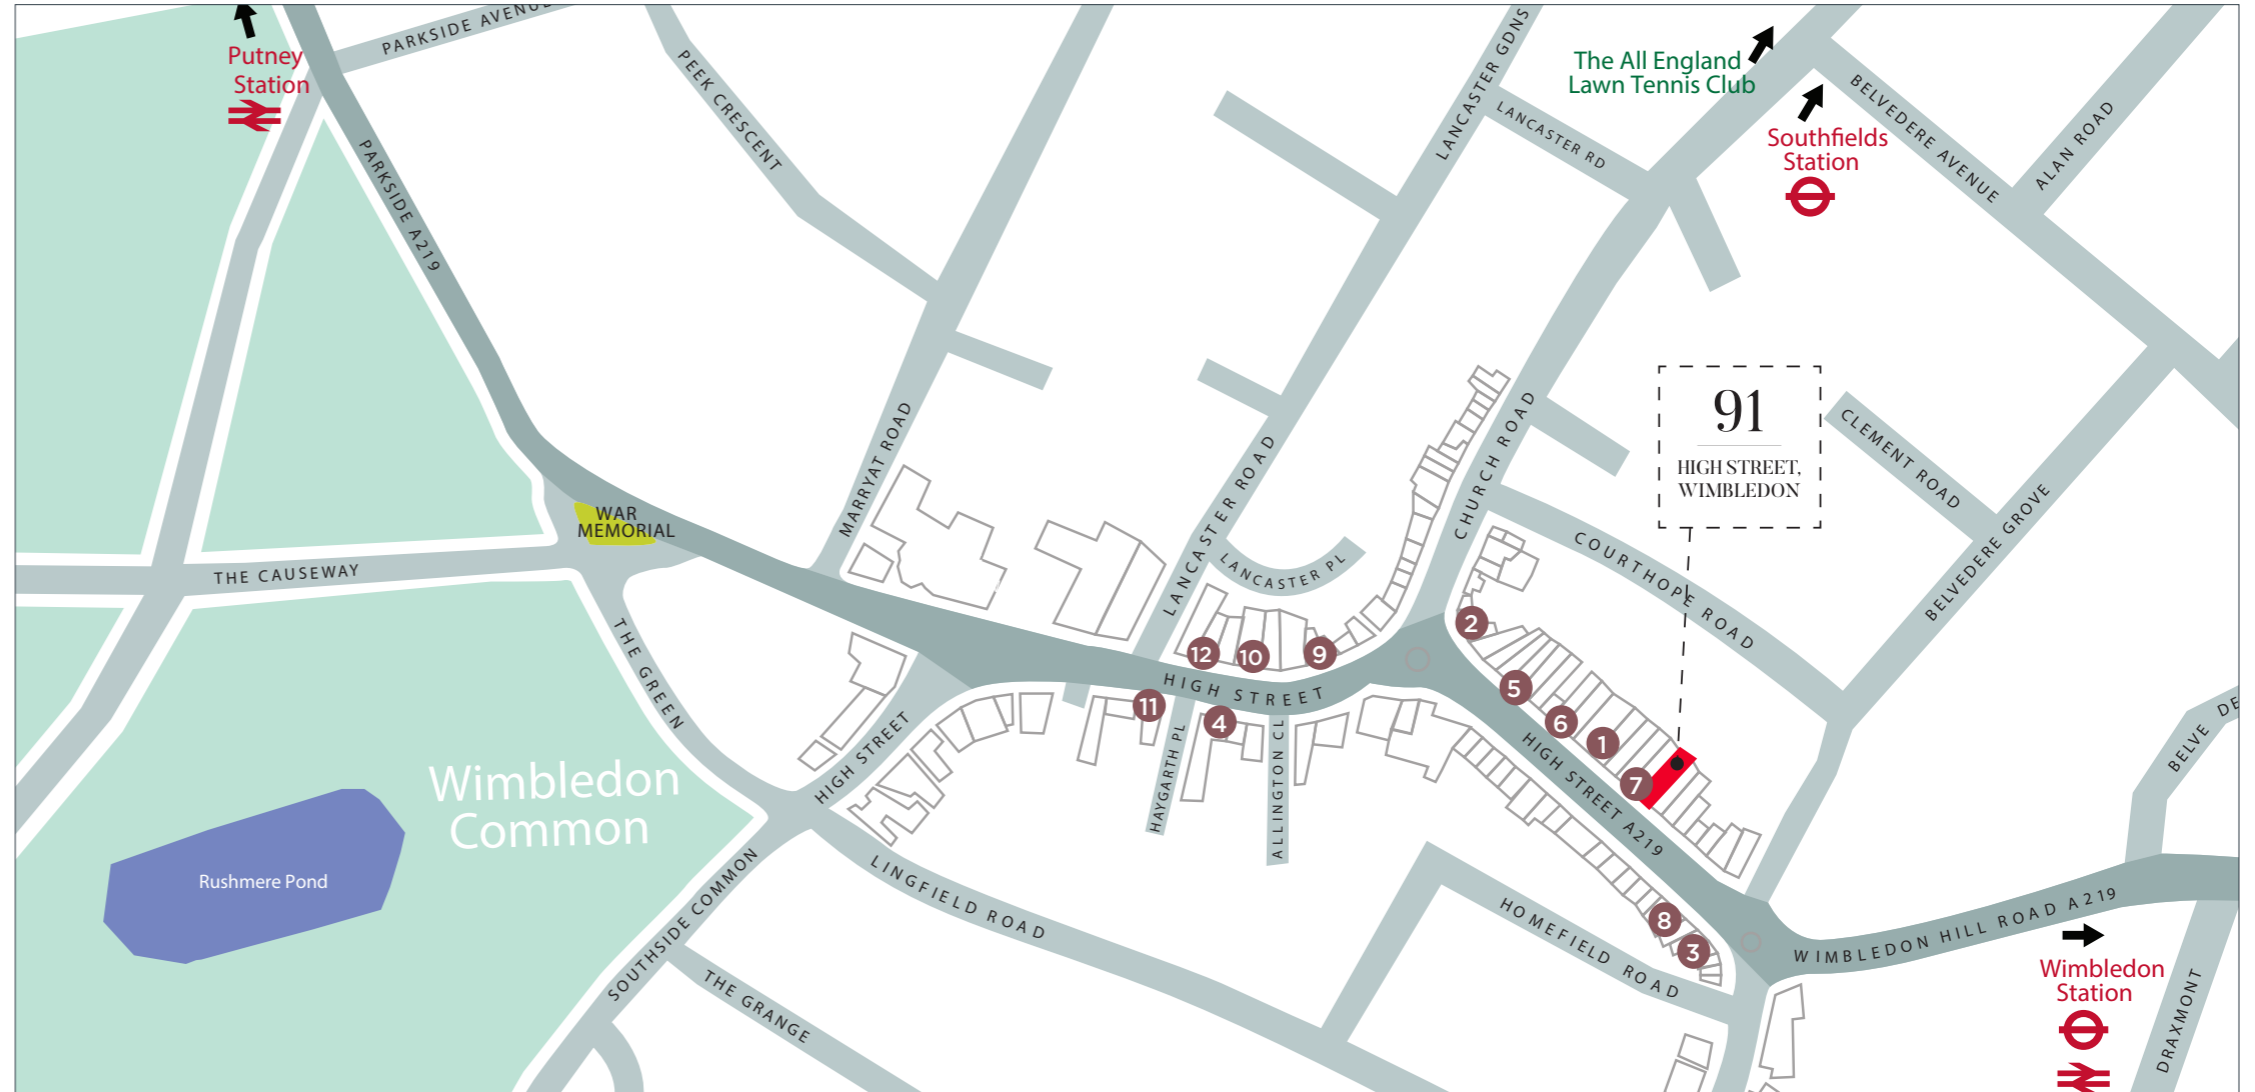 PARKSIDE AVENUE
Putney
Station
PEEK CRESCENT
PARKSIDE A219
LANCASTER GDNS
LANCASTER RD
The All England
Lawn Tennis Club
Southfields
Station
BELVEDERE AVENUE
ALAN ROAD
91
HIGH STREET,
WIMBLEDON
CLEMENT ROAD
BELVEDERE GROVE
MARRYAT ROAD
LANCASTER ROAD
CHURCH ROAD
WAR
MEMORIAL
THE CAUSEWAY
LANCASTER PL
COURTHOPE ROAD
THE GREEN
2
12
10
9
HIGH STREET
5
11
4
6
1
7
HIGH STREET
HAYGARTH PL
ALLINGTON CL
HIGH STREET A219
BELVE DE
Wimbledon
Common
Rushmere Pond
SOUTHSIDE COMMON
LINGFIELD ROAD
HOMEFIELD ROAD
8
3
WIMBLEDON HILL ROAD A219
THE GRANGE
Wimbledon
Station
DRAXMONT